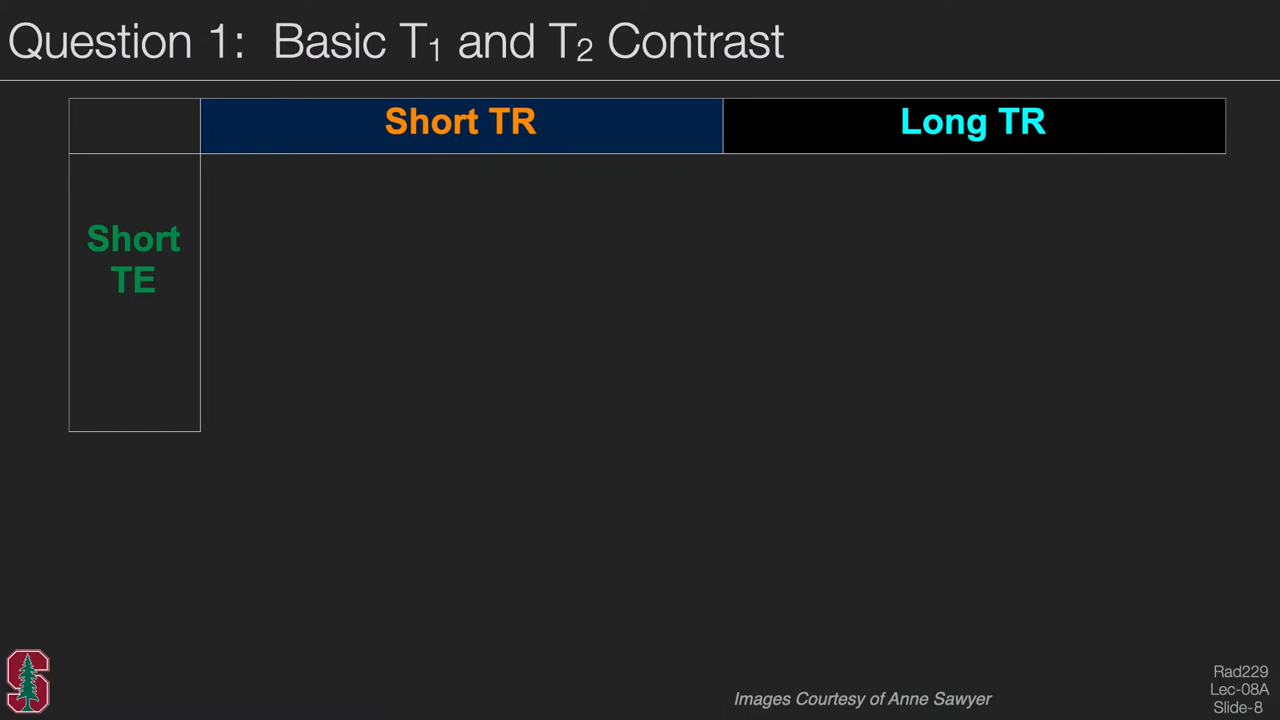 Question 1:  Basic T₁ and T₂ Contrast
Short TR
Long TR
Short
TE
Images Courtesy of Anne Sawyer
Rad229
Lec-08A
Slide-8